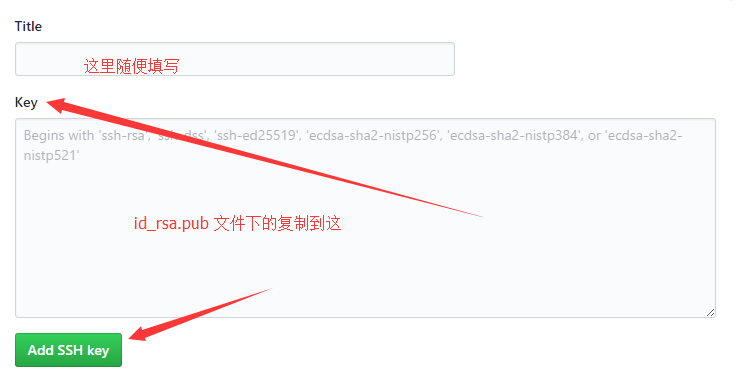 Title
这里随便填写
Key
Begins with 'ssh-rsa', 'ssh-dss', 'ssh-ed25519', 'ecdsa-sha2-nistp256', 'ecdsa-sha2-nistp384', or 'ecdsa-sha2-
nistp521'
id_rsa.pub 文件下的复制到这
Add SSH key